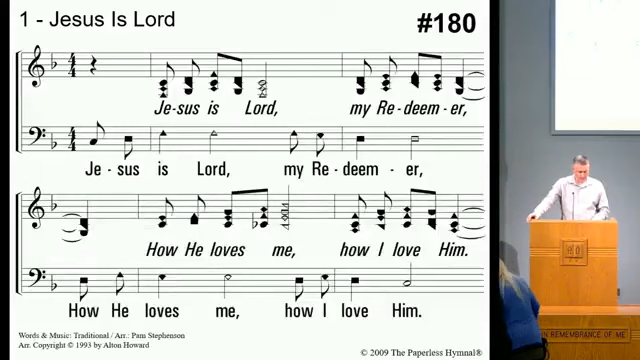 1 - Jesus Is Lord
#180
Je-sus is Lord, my Re-deem-er,
Je - sus is Lord, my Re - deem - er,
How He loves me, how I love Him.
How He loves me, how I love Him.
Words & Music: Traditional / Arr.: Pam Stephenson
Arr. Copyright © 1993 by Alton Howard
© 2009 The Paperless Hymnal®
IN REMEMBRANCE OF ME